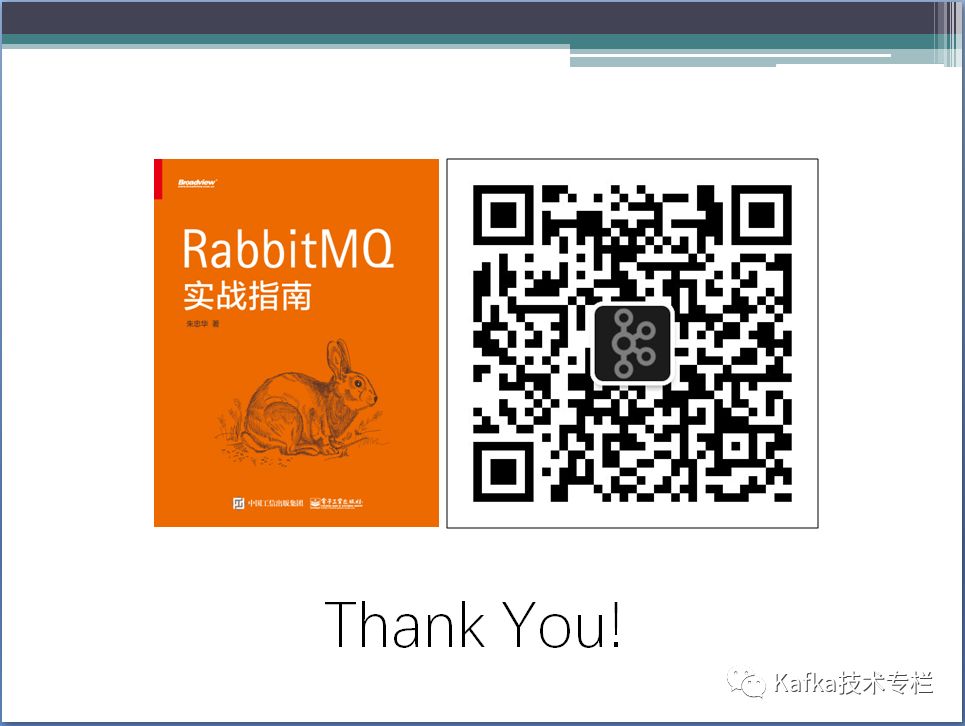 Broadview
RabbitMQ
实战指南
朱忠华 著
中国工信出版集团 电子工业出版社
Thank You!
Kafka技术专栏